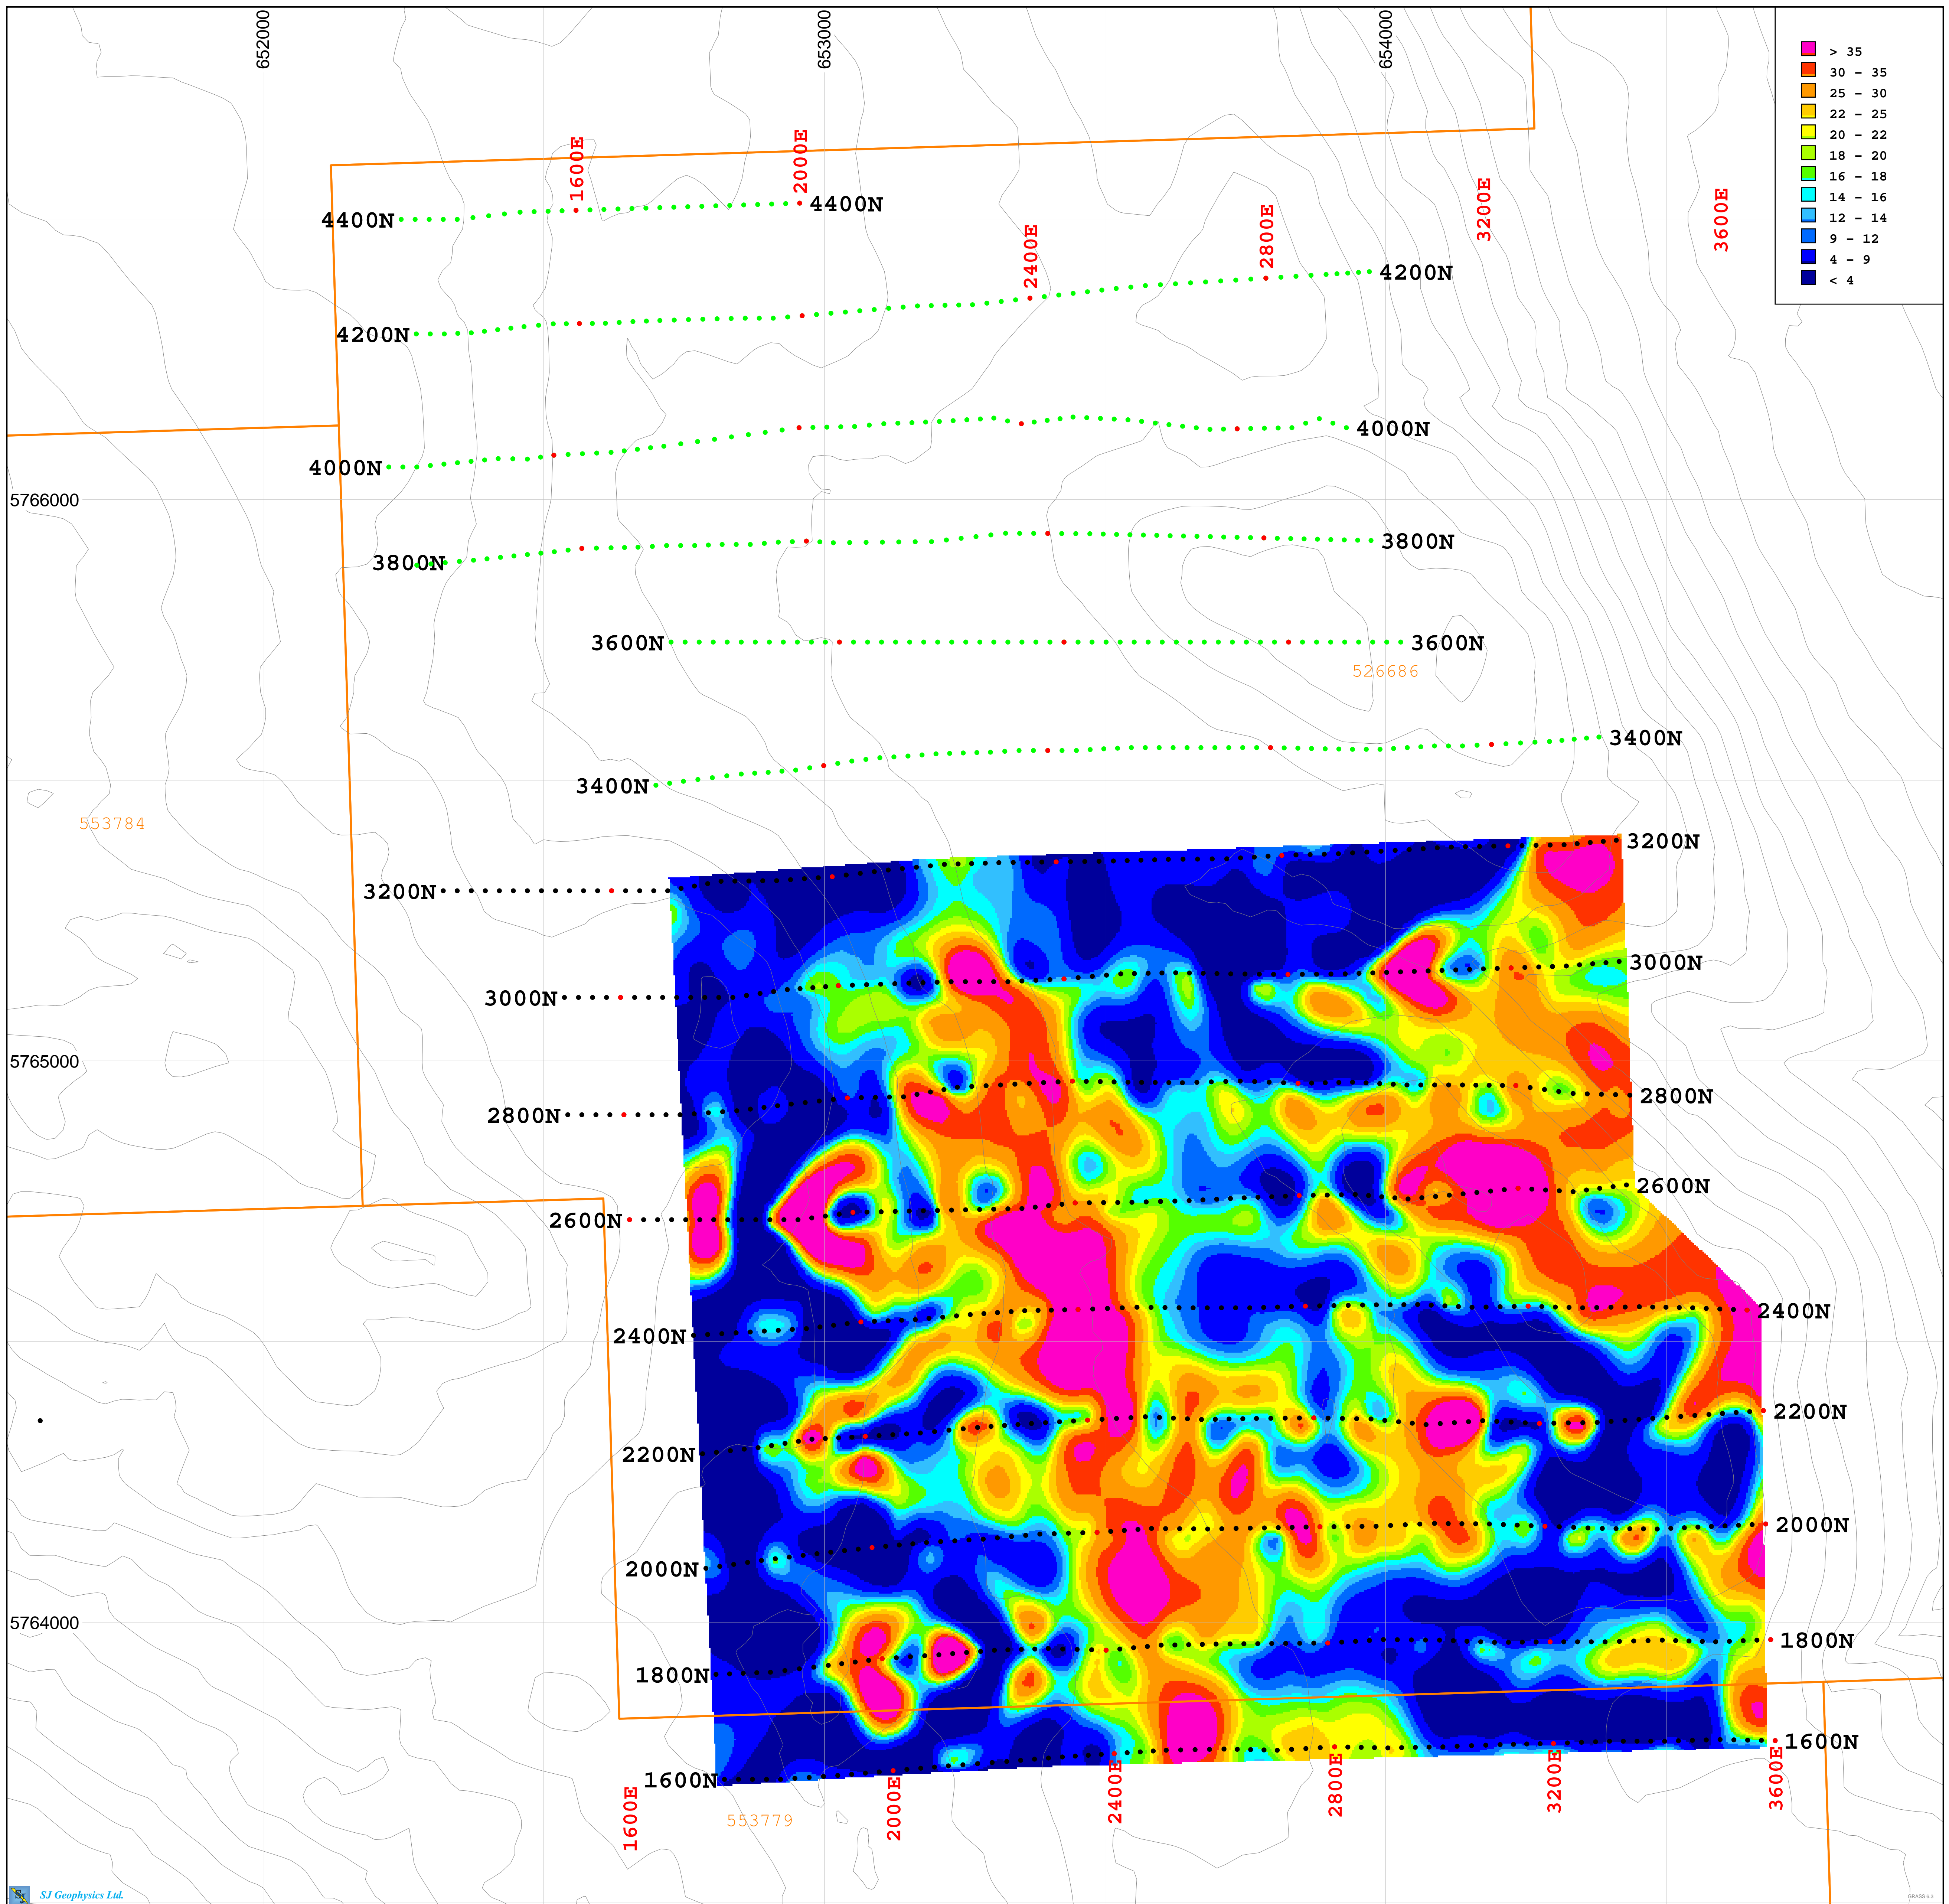 652000
653000
654000
> 35
30 - 35
25 - 30
22 - 25
20 - 22
18 - 20
16 - 18
14 - 16
12 - 14
9 - 12
4 - 9
< 4
1600E
2000E
2400E
2800E
3200E
3600E
4400N
4400N
4200N
4200N
4000N
4000N
5766000
3800N
3800N
3600N
3600N
526686
3400N
3400N
553784
3200N
3200N
3000N
3000N
5765000
2800N
2800N
2600N
2600N
2400N
2400N
2200N
2200N
2000N
2000N
5764000
1800N
1800N
1600N
1600N
1600E
2000E
2400E
2800E
3200E
3600E
553779
SJ Geophysics Ltd.
GRASS 6.3